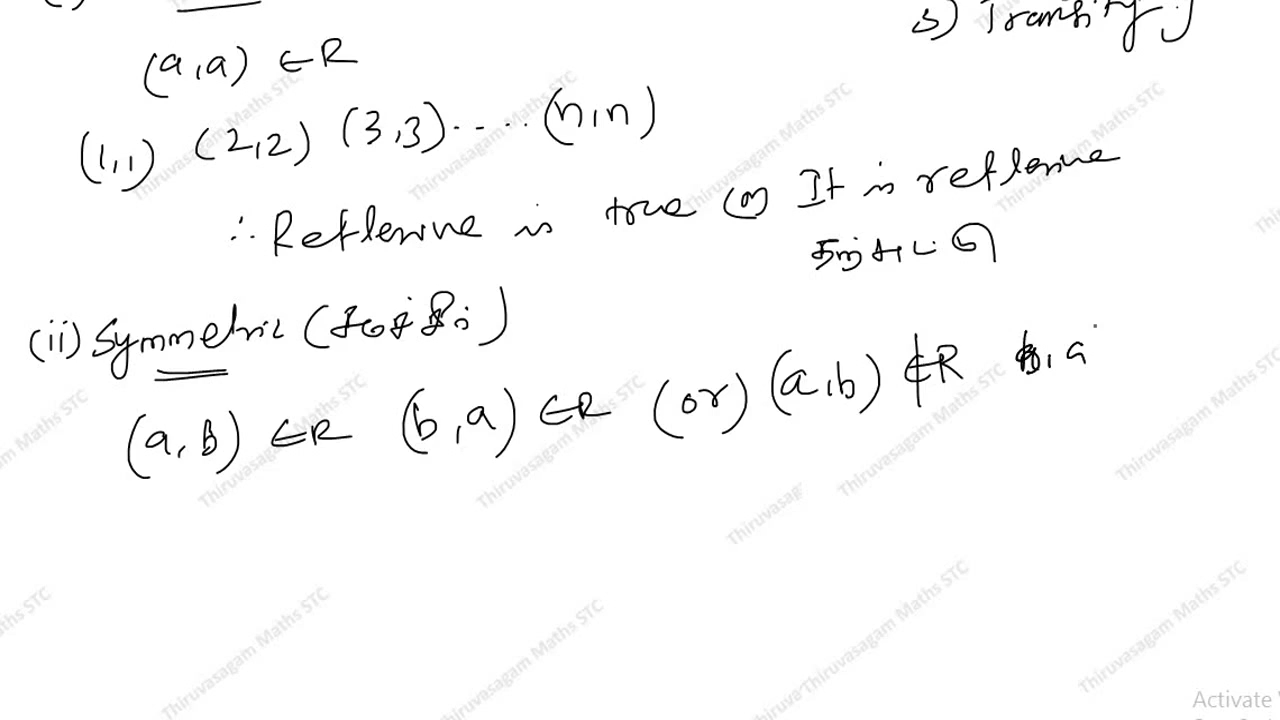 3) Transitivity
(a,a) ∈R
(1,1) (2,2) (3,3)..... (n,n)
∴ Reflexive is true (or) It is reflexive
தற்சுட்டு
(ii) Symmetric
(a,b) ∈R (b,a) ∈R (or) (a,b) ∉R b,a
Thiruvasagam Maths STC
Activate